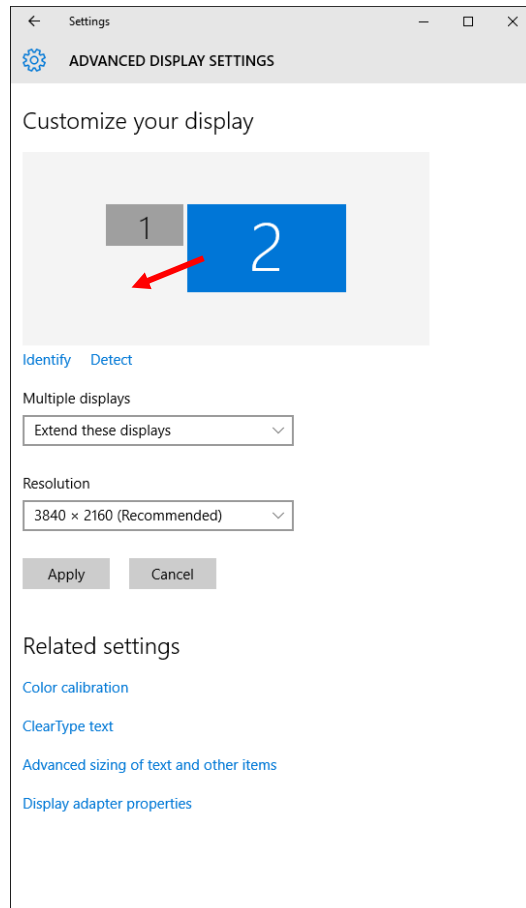 Settings
ADVANCED DISPLAY SETTINGS
Customize your display
1 2
Identify Detect
Multiple displays
Extend these displays
Resolution
3840 × 2160 (Recommended)
Apply Cancel
Related settings
Color calibration
ClearType text
Advanced sizing of text and other items
Display adapter properties